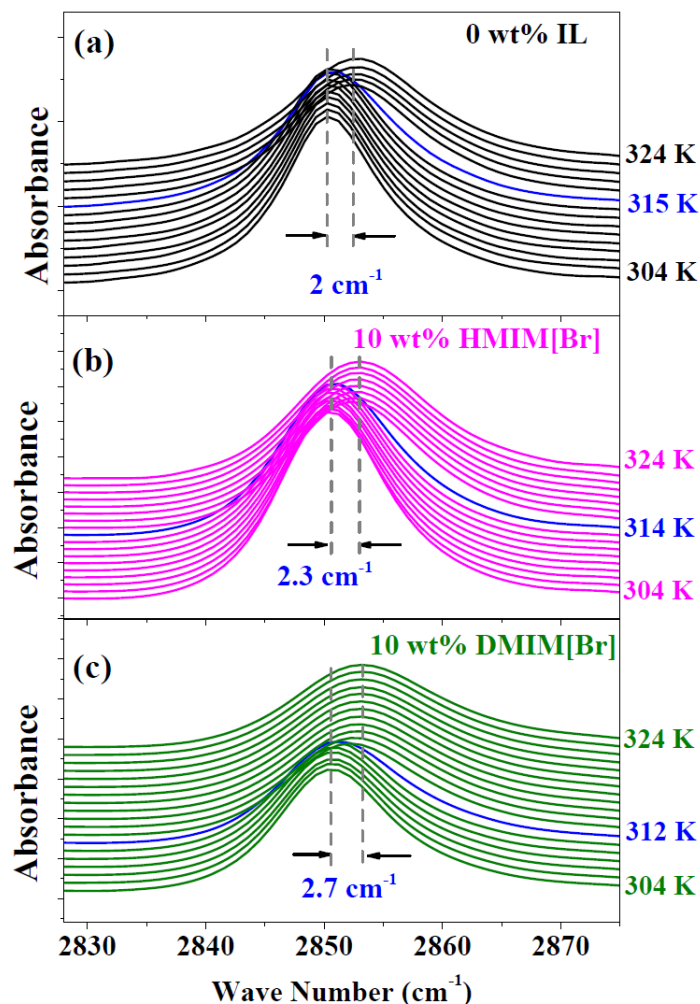 (a)
0 wt% IL
Absorbance
324 K
315 K
304 K
2 cm-1
(b)
10 wt% HMIM[Br]
Absorbance
324 K
314 K
304 K
2.3 cm-1
(c)
10 wt% DMIM[Br]
Absorbance
324 K
312 K
304 K
2.7 cm-1
2830 2840 2850 2860 2870
Wave Number (cm-1)